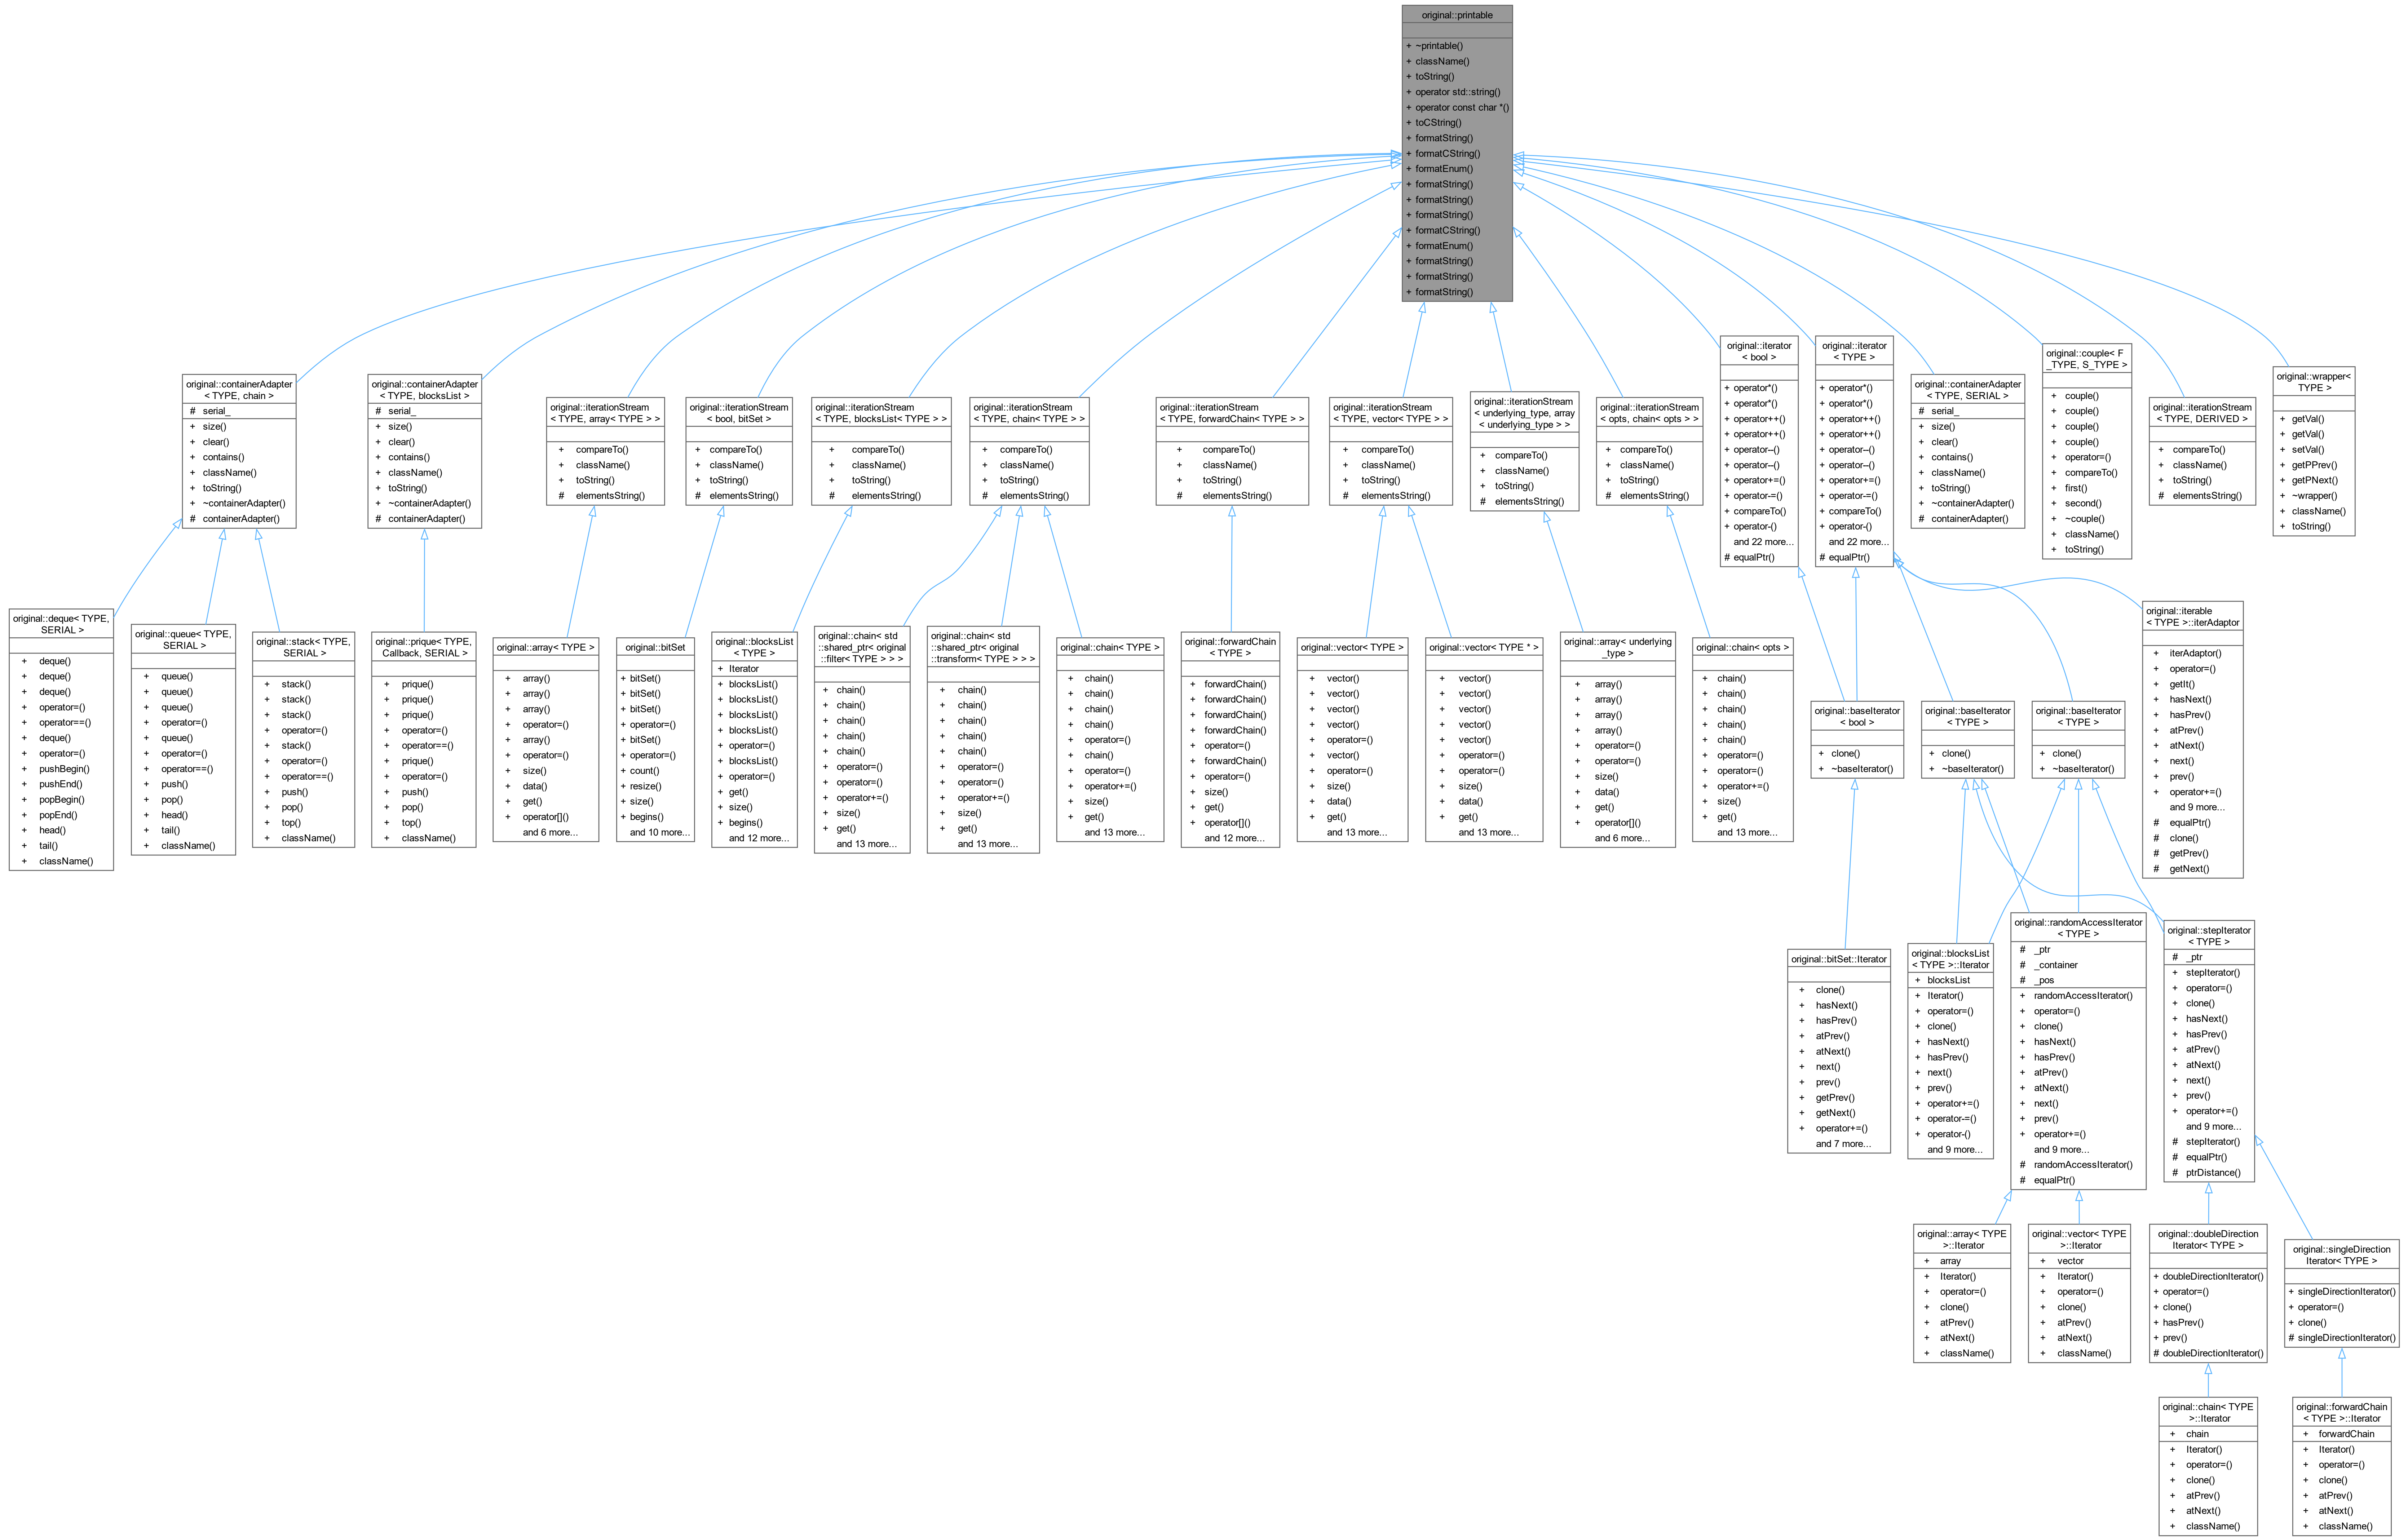 original::printable
+ ~printable()
+ className()
+ toString()
+ operator std::string()
+ operator const char *()
+ toCString()
+ formatString()
+ formatCString()
+ formatEnum()
+ formatString()
+ formatString()
+ formatString()
+ formatCString()
+ formatEnum()
+ formatString()
+ formatString()
+ formatString()
original::containerAdapter
< TYPE, chain >
# serial_
+ size()
+ clear()
+ contains()
+ className()
+ toString()
+ ~containerAdapter()
# containerAdapter()
original::containerAdapter
< TYPE, blocksList >
# serial_
+ size()
+ clear()
+ contains()
+ className()
+ toString()
+ ~containerAdapter()
# containerAdapter()
original::iterationStream
< TYPE, array< TYPE > >
+ compareTo()
+ className()
+ toString()
# elementsString()
original::iterationStream
< bool, bitSet >
+ compareTo()
+ className()
+ toString()
# elementsString()
original::iterationStream
< TYPE, blocksList< TYPE > >
+ compareTo()
+ className()
+ toString()
# elementsString()
original::iterationStream
< TYPE, chain< TYPE > >
+ compareTo()
+ className()
+ toString()
# elementsString()
original::iterationStream
< TYPE, forwardChain< TYPE > >
+ compareTo()
+ className()
+ toString()
# elementsString()
original::iterationStream
< TYPE, vector< TYPE > >
+ compareTo()
+ className()
+ toString()
# elementsString()
original::iterationStream
< underlying_type, array
< underlying_type > >
+ compareTo()
+ className()
+ toString()
# elementsString()
original::iterationStream
< opts, chain< opts > >
+ compareTo()
+ className()
+ toString()
# elementsString()
original::iterator
< bool >
+ operator*()
+ operator*()
+ operator++()
+ operator++()
+ operator--()
+ operator--()
+ operator+=()
+ operator-=()
+ compareTo()
+ operator-()
and 22 more...
# equalPtr()
original::iterator
< TYPE >
+ operator*()
+ operator*()
+ operator++()
+ operator++()
+ operator--()
+ operator--()
+ operator+=()
+ operator-=()
+ compareTo()
+ operator-()
and 22 more...
# equalPtr()
original::containerAdapter
< TYPE, SERIAL >
# serial_
+ size()
+ clear()
+ contains()
+ className()
+ toString()
+ ~containerAdapter()
# containerAdapter()
original::couple< F
_TYPE, S_TYPE >
+ couple()
+ couple()
+ couple()
+ couple()
+ operator=()
+ compareTo()
+ first()
+ second()
+ ~couple()
+ className()
+ toString()
original::iterationStream
< TYPE, DERIVED >
+ compareTo()
+ className()
+ toString()
# elementsString()
original::wrapper<
TYPE >
+ getVal()
+ getVal()
+ setVal()
+ getPPrev()
+ getPNext()
+ ~wrapper()
+ className()
+ toString()
original::deque< TYPE,
SERIAL >
+ deque()
+ deque()
+ deque()
+ operator=()
+ operator==()
+ deque()
+ operator=()
+ pushBegin()
+ pushEnd()
+ popBegin()
+ popEnd()
+ head()
+ tail()
+ className()
original::queue< TYPE,
SERIAL >
+ queue()
+ queue()
+ queue()
+ operator=()
+ queue()
+ operator=()
+ operator==()
+ push()
+ pop()
+ head()
+ tail()
+ className()
original::stack< TYPE,
SERIAL >
+ stack()
+ stack()
+ stack()
+ operator=()
+ stack()
+ operator=()
+ operator==()
+ push()
+ pop()
+ top()
+ className()
original::prique< TYPE,
Callback, SERIAL >
+ prique()
+ prique()
+ prique()
+ operator=()
+ operator==()
+ prique()
+ operator=()
+ push()
+ pop()
+ top()
+ className()
original::array< TYPE >
+ array()
+ array()
+ array()
+ operator=()
+ array()
+ operator=()
+ size()
+ data()
+ get()
+ operator[]()
and 6 more...
original::bitSet
+ bitSet()
+ bitSet()
+ bitSet()
+ operator=()
+ bitSet()
+ operator=()
+ count()
+ resize()
+ size()
+ begins()
and 10 more...
original::blocksList
< TYPE >
+ Iterator
+ blocksList()
+ blocksList()
+ blocksList()
+ blocksList()
+ operator=()
+ blocksList()
+ operator=()
+ get()
+ size()
+ begins()
and 12 more...
original::chain< std
::shared_ptr< original
::filter< TYPE > > >
+ chain()
+ chain()
+ chain()
+ chain()
+ chain()
+ operator=()
+ operator=()
+ operator+=()
+ size()
+ get()
and 13 more...
original::chain< std
::shared_ptr< original
::transform< TYPE > > >
+ chain()
+ chain()
+ chain()
+ chain()
+ chain()
+ operator=()
+ operator=()
+ operator+=()
+ size()
+ get()
and 13 more...
original::chain< TYPE >
+ chain()
+ chain()
+ chain()
+ chain()
+ operator=()
+ chain()
+ operator=()
+ operator+=()
+ size()
+ get()
and 13 more...
original::forwardChain
< TYPE >
+ forwardChain()
+ forwardChain()
+ forwardChain()
+ forwardChain()
+ operator=()
+ forwardChain()
+ operator=()
+ size()
+ get()
+ operator[]()
and 12 more...
original::vector< TYPE >
+ vector()
+ vector()
+ vector()
+ vector()
+ operator=()
+ vector()
+ operator=()
+ size()
+ data()
+ get()
and 13 more...
original::vector< TYPE * >
+ vector()
+ vector()
+ vector()
+ vector()
+ vector()
+ operator=()
+ operator=()
+ size()
+ data()
+ get()
and 13 more...
original::array< underlying
_type >
+ array()
+ array()
+ array()
+ array()
+ operator=()
+ operator=()
+ size()
+ data()
+ get()
+ operator[]()
and 6 more...
original::chain< opts >
+ chain()
+ chain()
+ chain()
+ chain()
+ chain()
+ operator=()
+ operator=()
+ operator+=()
+ size()
+ get()
and 13 more...
original::baseIterator
< bool >
+ clone()
+ ~baseIterator()
original::baseIterator
< TYPE >
+ clone()
+ ~baseIterator()
original::baseIterator
< TYPE >
+ clone()
+ ~baseIterator()
original::iterable
< TYPE >::iterAdaptor
+ iterAdaptor()
+ operator=()
+ getIt()
+ hasNext()
+ hasPrev()
+ atPrev()
+ atNext()
+ next()
+ prev()
+ operator+=()
and 9 more...
# equalPtr()
# clone()
# getPrev()
# getNext()
original::bitSet::Iterator
+ clone()
+ hasNext()
+ hasPrev()
+ atPrev()
+ atNext()
+ next()
+ prev()
+ getPrev()
+ getNext()
+ operator+=()
and 7 more...
original::blocksList
< TYPE >::Iterator
+ blocksList
+ Iterator()
+ operator=()
+ clone()
+ hasNext()
+ hasPrev()
+ next()
+ prev()
+ operator+=()
+ operator-=()
+ operator-()
and 9 more...
original::randomAccessIterator
< TYPE >
# _ptr
# _container
# _pos
+ randomAccessIterator()
+ operator=()
+ clone()
+ hasNext()
+ hasPrev()
+ atPrev()
+ atNext()
+ next()
+ prev()
+ operator+=()
and 9 more...
# randomAccessIterator()
# equalPtr()
original::stepIterator
< TYPE >
# _ptr
+ stepIterator()
+ operator=()
+ clone()
+ hasNext()
+ hasPrev()
+ atPrev()
+ atNext()
+ next()
+ prev()
+ operator+=()
and 9 more...
# stepIterator()
# equalPtr()
# ptrDistance()
original::array< TYPE
>::Iterator
+ array
+ Iterator()
+ operator=()
+ clone()
+ atPrev()
+ atNext()
+ className()
original::vector< TYPE
>::Iterator
+ vector
+ Iterator()
+ operator=()
+ clone()
+ atPrev()
+ atNext()
+ className()
original::doubleDirection
Iterator< TYPE >
+ doubleDirectionIterator()
+ operator=()
+ clone()
+ hasPrev()
+ prev()
# doubleDirectionIterator()
original::singleDirection
Iterator< TYPE >
+ singleDirectionIterator()
+ operator=()
+ clone()
# singleDirectionIterator()
original::chain< TYPE
>::Iterator
+ chain
+ Iterator()
+ operator=()
+ clone()
+ atPrev()
+ atNext()
+ className()
original::forwardChain
< TYPE >::Iterator
+ forwardChain
+ Iterator()
+ operator=()
+ clone()
+ atPrev()
+ atNext()
+ className()